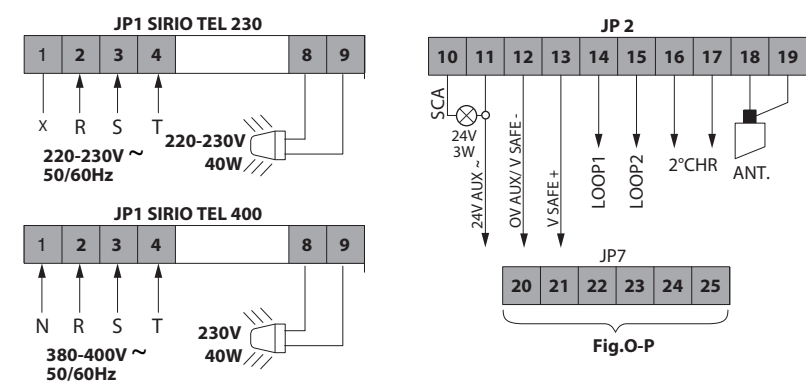 JP1 SIRIO TEL 230
1 2 3 4 8 9
X R S T
220-230V ~
50/60Hz
220-230V
40W
JP1 SIRIO TEL 400
1 2 3 4 8 9
N R S T
380-400V ~
50/60Hz
230V
40W
JP 2
10 11 12 13 14 15 16 17 18 19
SCA
24V
3W
24V AUX ~
0V AUX/ V SAFE -
V SAFE +
LOOP1
LOOP2
2°CHR
ANT.
JP7
20 21 22 23 24 25
Fig.O-P